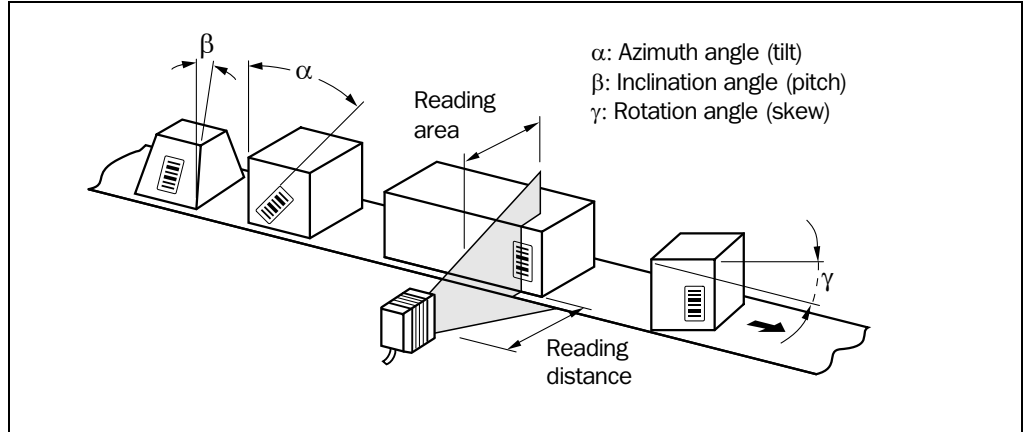 β
α
α: Azimuth angle (tilt)
β: Inclination angle (pitch)
γ: Rotation angle (skew)
Reading
area
γ
Reading
distance